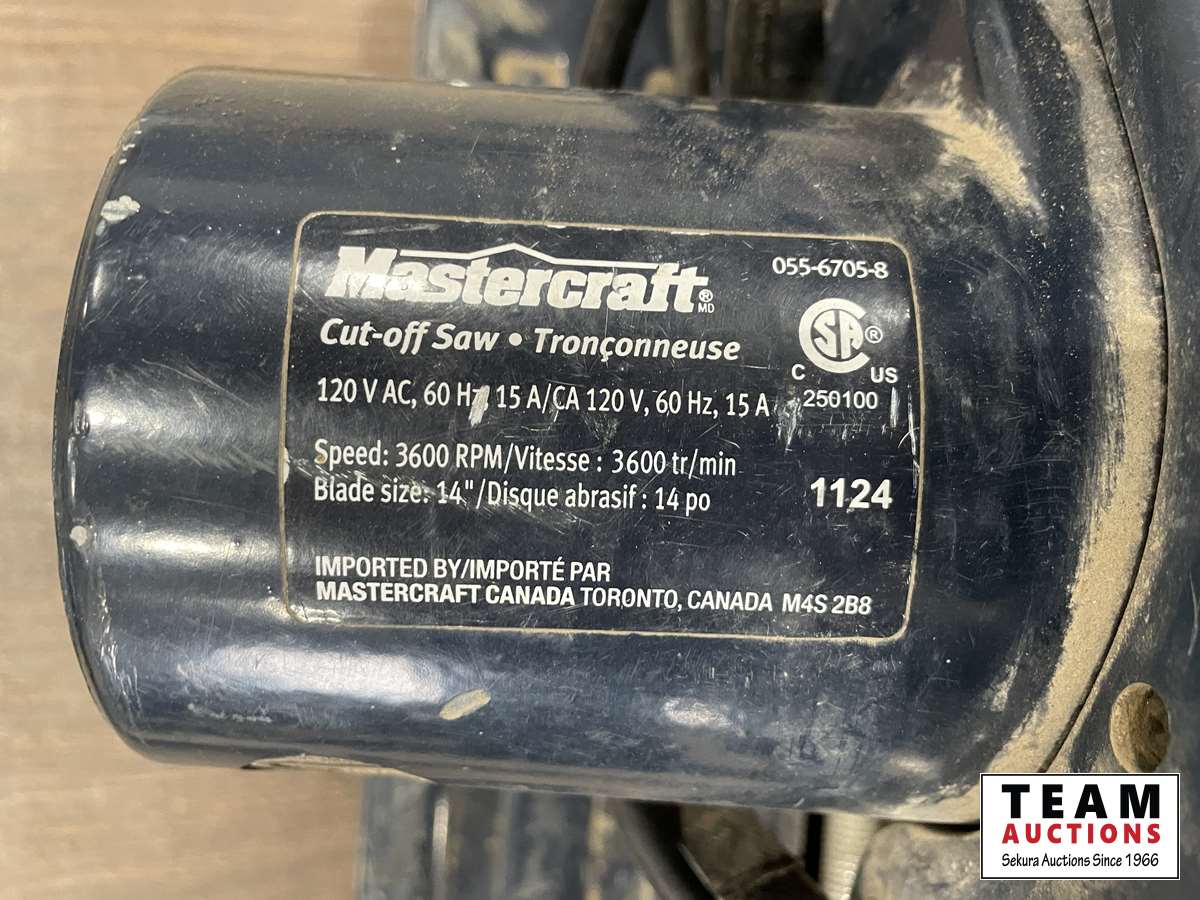 Mastercraft® MD
055-6705-8
Cut-off Saw • Tronçonneuse
CSA ®
C US
250100
120 V AC, 60 Hz, 15 A/CA 120 V, 60 Hz, 15 A
Speed: 3600 RPM/Vitesse : 3600 tr/min
Blade size: 14"/Disque abrasif : 14 po
1124
IMPORTED BY/IMPORTÉ PAR
MASTERCRAFT CANADA TORONTO, CANADA M4S 2B8
TEAM
AUCTIONS
Sekura Auctions Since 1966